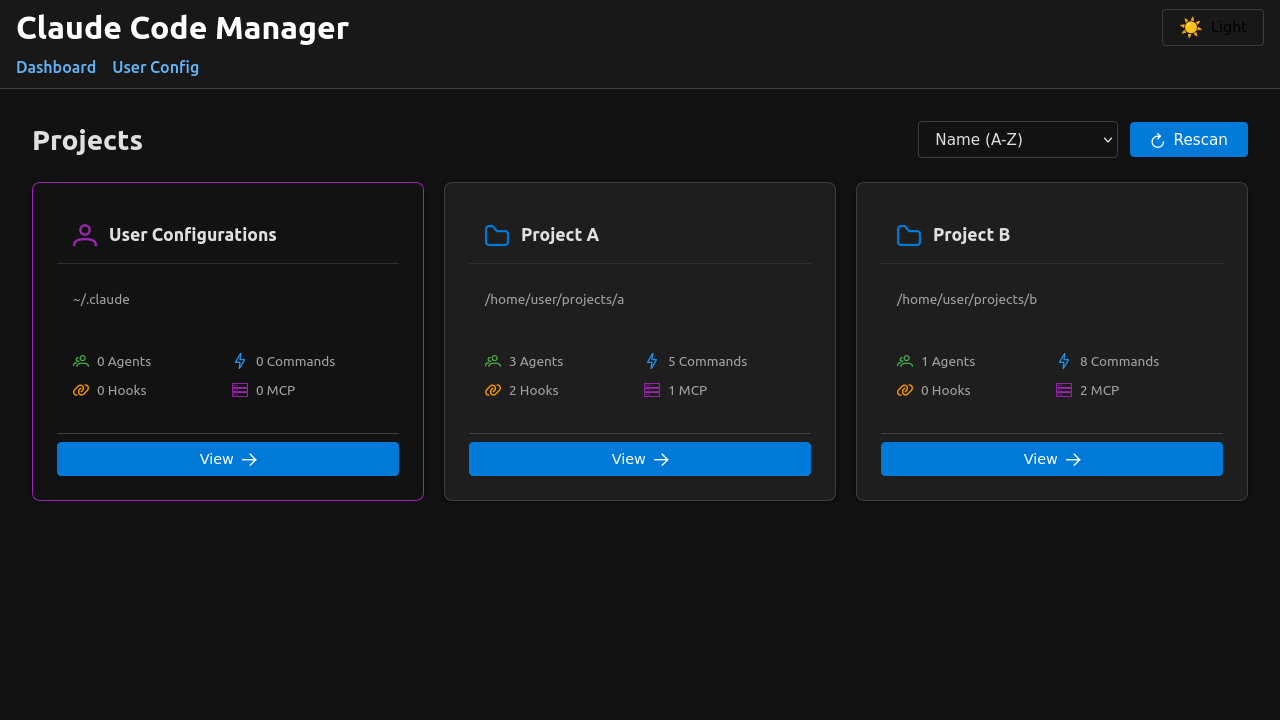 Claude Code Manager
Light
Dashboard User Config
Projects
Name (A-Z)
Rescan
User Configurations
~/.claude
0 Agents
0 Commands
0 Hooks
0 MCP
View
Project A
/home/user/projects/a
3 Agents
5 Commands
2 Hooks
1 MCP
View
Project B
/home/user/projects/b
1 Agents
8 Commands
0 Hooks
2 MCP
View